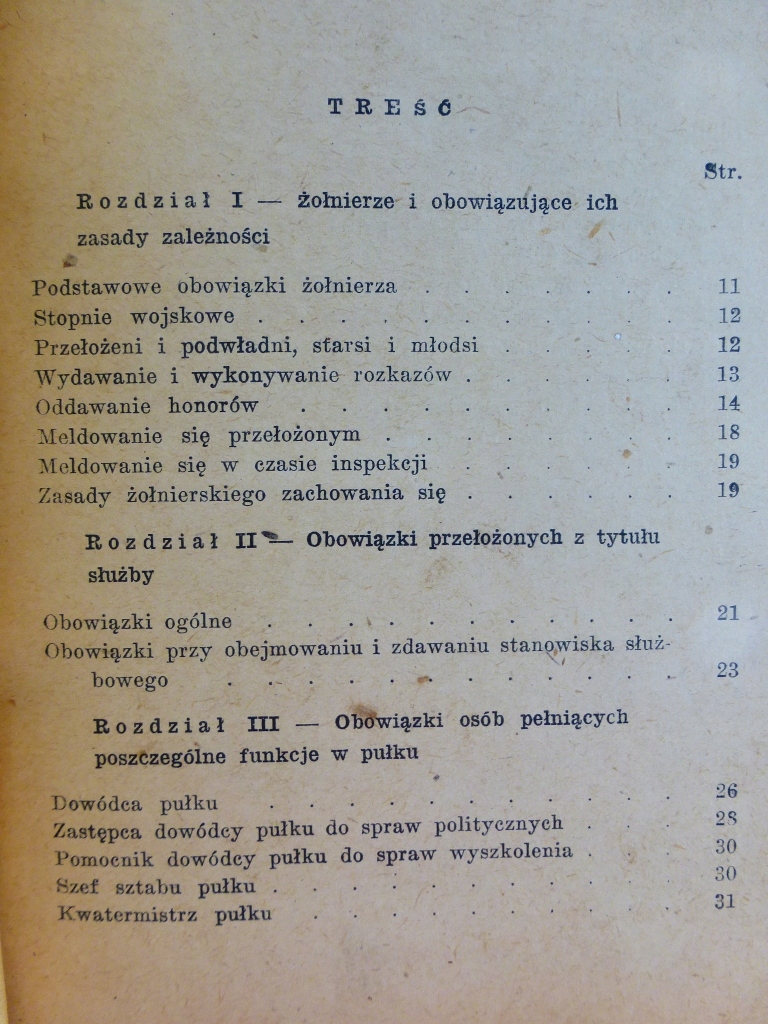 TREŚĆ
Str.
Rozdział I — żołnierze i obowiązujące ich
zasady zależności
Podstawowe obowiązki żołnierza . . . . . . . 11
Stopnie wojskowe . . . . . . . . . . 12
Przełożeni i podwładni, starsi i młodsi . . . . . 12
Wydawanie i wykonywanie rozkazów . . . . . . 13
Oddawanie honorów . . . . . . . . . 14
Meldowanie się przełożonym . . . . . . . . 18
Meldowanie się w czasie inspekcji . . . . . . 19
Zasady żołnierskiego zachowania się . . . . . . 19
Rozdział II — Obowiązki przełożonych z tytułu
służby
Obowiązki ogólne . . . . . . . . . . . 21
Obowiązki przy obejmowaniu i zdawaniu stanowiska służ-
bowego . . . . . . . . . . . . 23
Rozdział III — Obowiązki osób pełniących
poszczególne funkcje w pułku
Dowódca pułku . . . . . . . . . . 26
Zastępca dowódcy pułku do spraw politycznych . . . 28
Pomocnik dowódcy pułku do spraw wyszkolenia . . . 30
Szef sztabu pułku . . . . . . . . . . . 30
Kwatermistrz pułku . . . . . . . . . 31